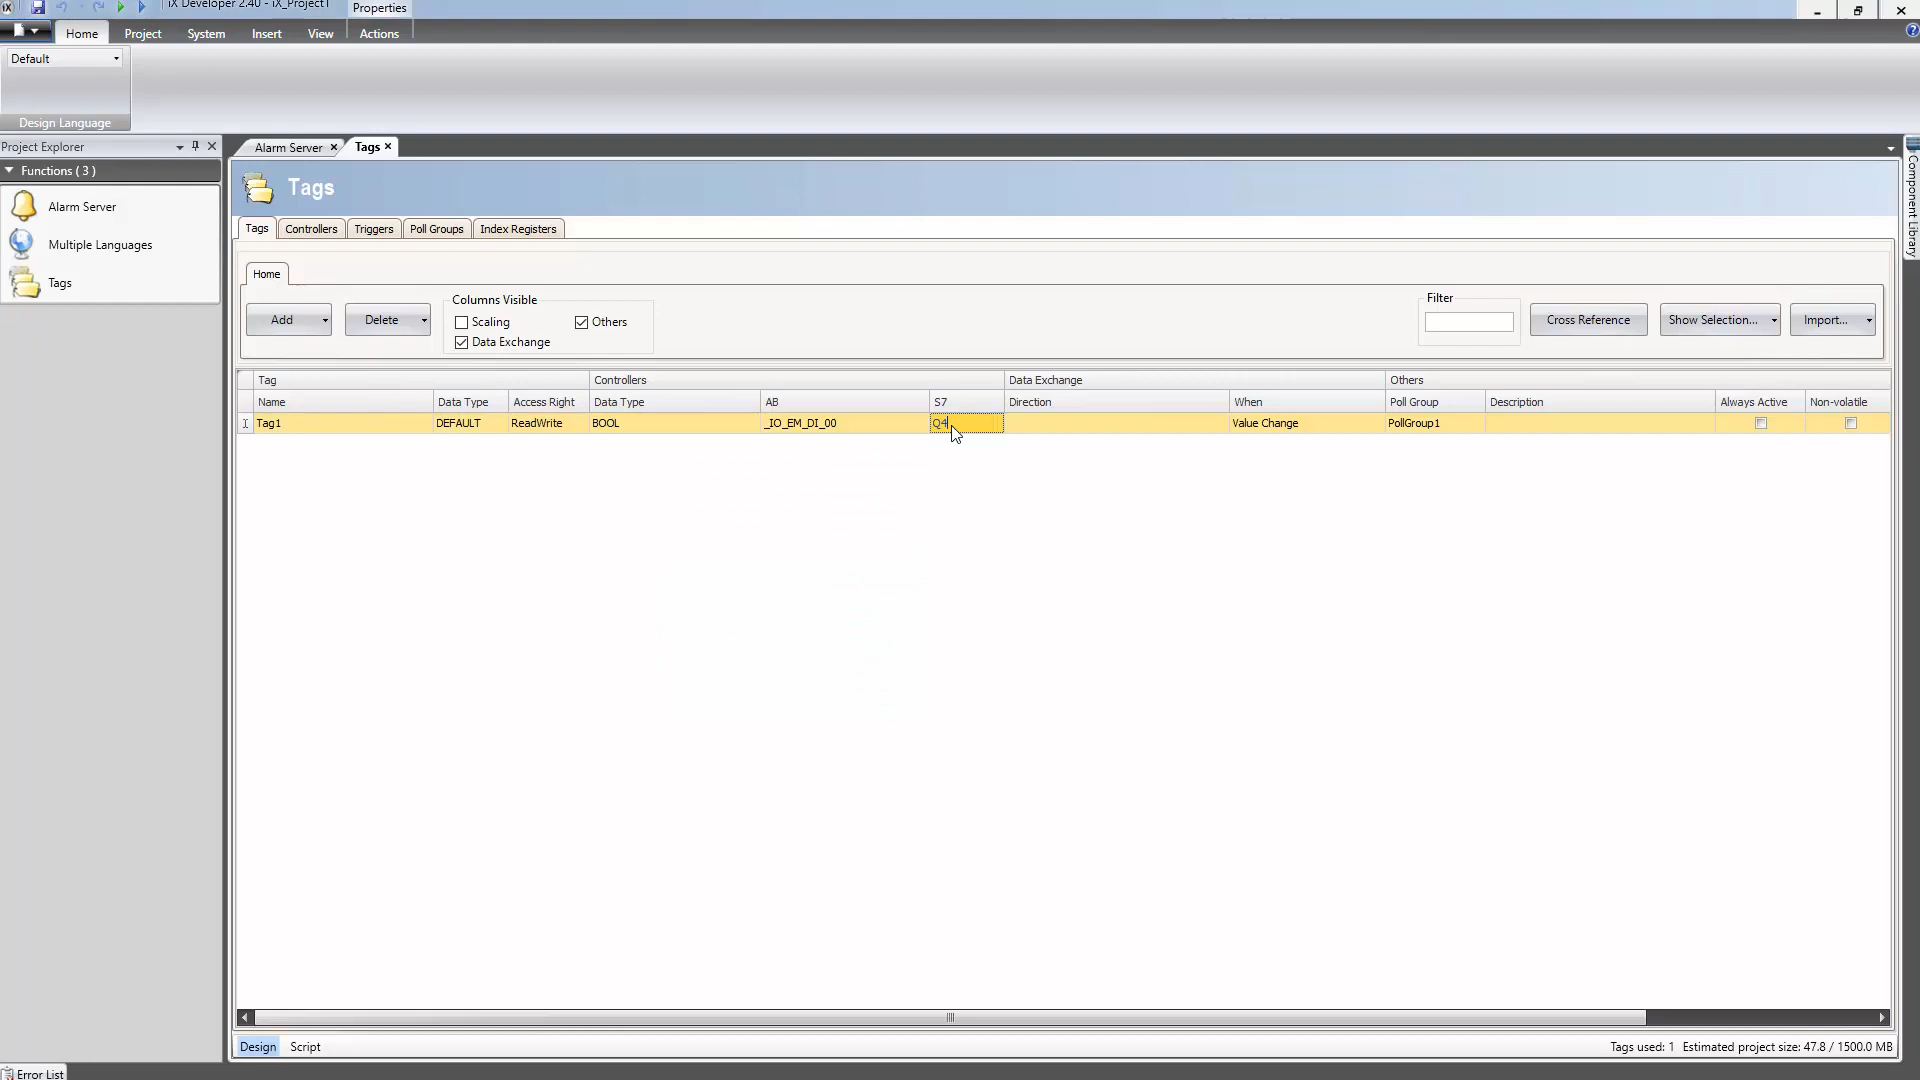 iX Developer 2.40 - iX_Project1
Properties
Home
Project
System
Insert
View
Actions
Default
Design Language
Project Explorer
Functions ( 3 )
Alarm Server
Multiple Languages
Tags
Alarm Server
Tags
Tags
Tags
Controllers
Triggers
Poll Groups
Index Registers
Home
Add
Delete
Columns Visible
Scaling
Others
Data Exchange
Filter
Cross Reference
Show Selection...
Import...
Tag
Controllers
Data Exchange
Others
Name
Data Type
Access Right
Data Type
AB
S7
Direction
When
Poll Group
Description
Always Active
Non-volatile
Tag1
DEFAULT
ReadWrite
BOOL
_IO_EM_DI_00
Q4
Value Change
PollGroup1
Component Library
Design
Script
Tags used: 1
Estimated project size: 47.8 / 1500.0 MB
Error List